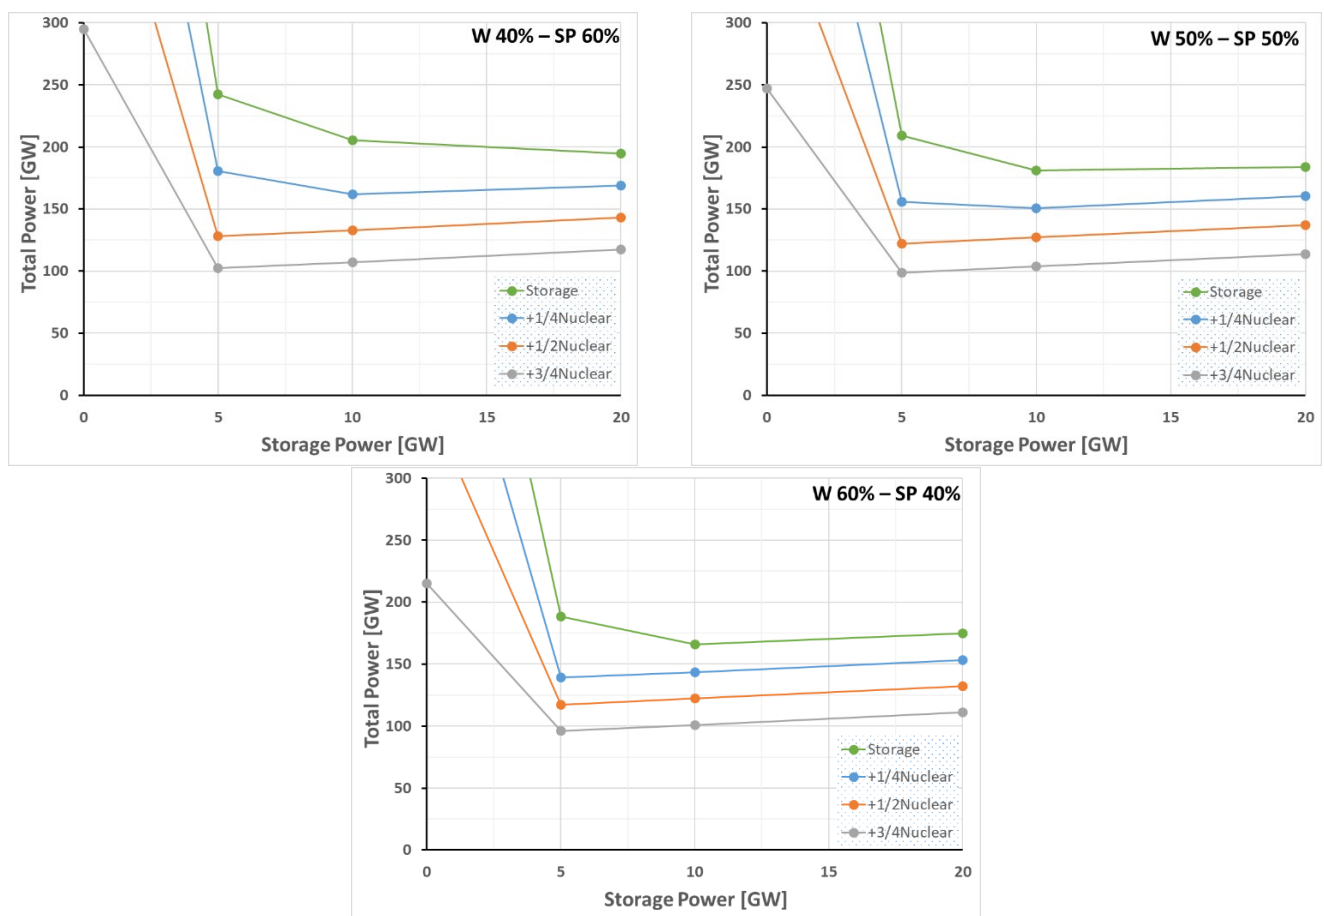 W 40% – SP 60%
Total Power [GW]
300
250
200
150
100
50
0
0 5 10 15 20
Storage Power [GW]
Storage
+1/4Nuclear
+1/2Nuclear
+3/4Nuclear
W 50% – SP 50%
Total Power [GW]
300
250
200
150
100
50
0
0 5 10 15 20
Storage Power [GW]
Storage
+1/4Nuclear
+1/2Nuclear
+3/4Nuclear
W 60% – SP 40%
Total Power [GW]
300
250
200
150
100
50
0
0 5 10 15 20
Storage Power [GW]
Storage
+1/4Nuclear
+1/2Nuclear
+3/4Nuclear